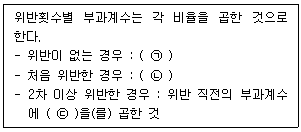 위반횟수별 부과계수는 각 비율을 곱한 것으로
한다.
- 위반이 없는 경우 : ( ㉠ )
- 처음 위반한 경우 : ( ㉡ )
- 2차 이상 위반한 경우 : 위반 직전의 부과계수
에 ( ㉢ )을(를) 곱한 것